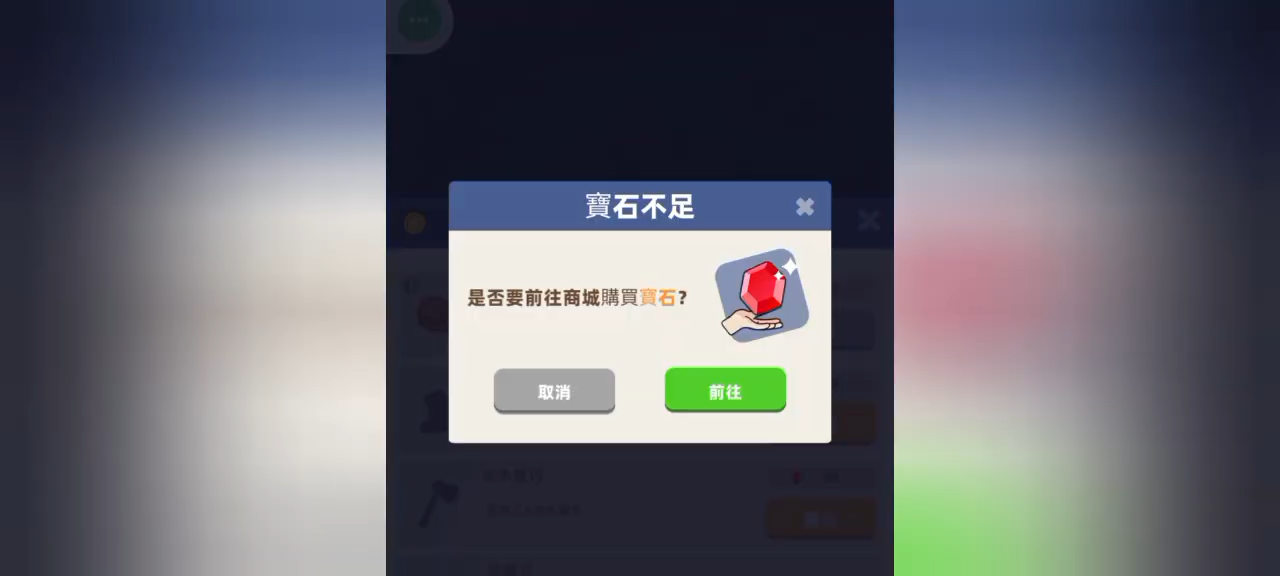 寶石不足
是否要前往商城購買寶石?
取消
前往